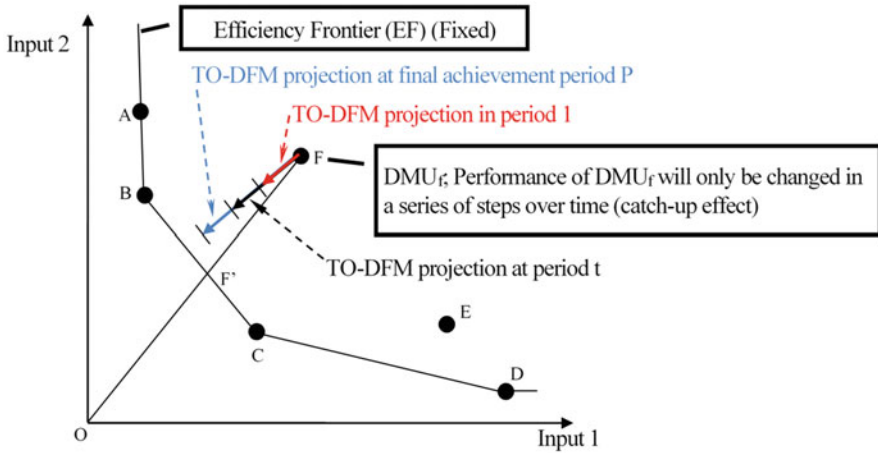 Efficiency Frontier (EF) (Fixed)
Input 2
TO-DFM projection at final achievement period P
TO-DFM projection in period 1
A
F
DMUf; Performance of DMUf will only be changed in
a series of steps over time (catch-up effect)
B
TO-DFM projection at period t
F’
E
C
D
O
Input 1